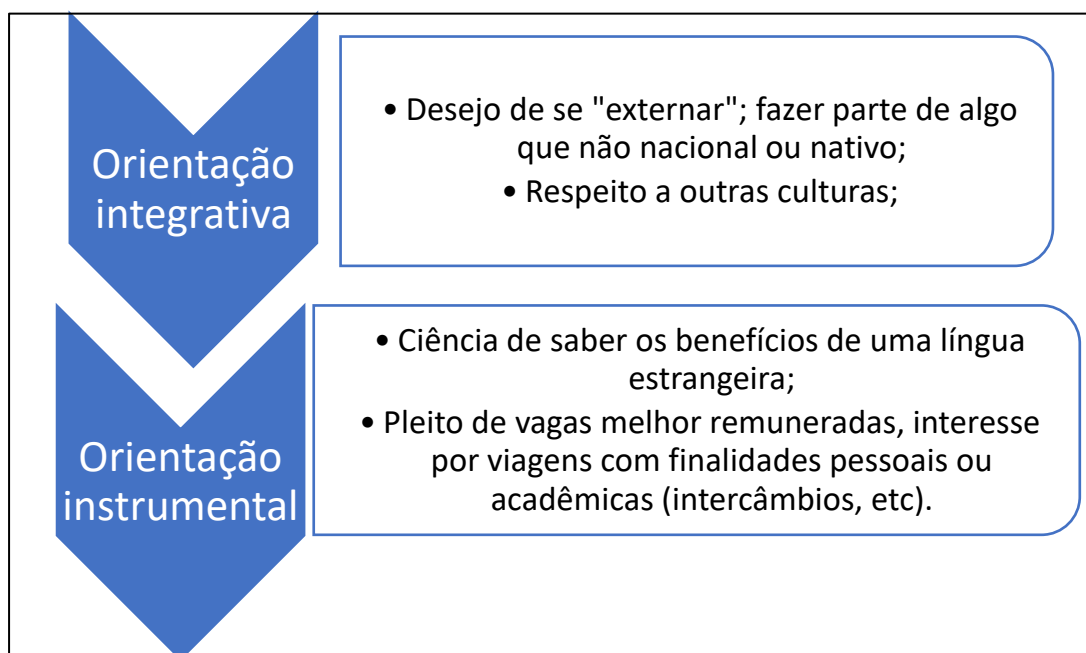 Orientação
integrativa
• Desejo de se "externar"; fazer parte de algo
que não nacional ou nativo;
• Respeito a outras culturas;
Orientação
instrumental
• Ciência de saber os benefícios de uma língua
estrangeira;
• Pleito de vagas melhor remuneradas, interesse
por viagens com finalidades pessoais ou
acadêmicas (intercâmbios, etc).